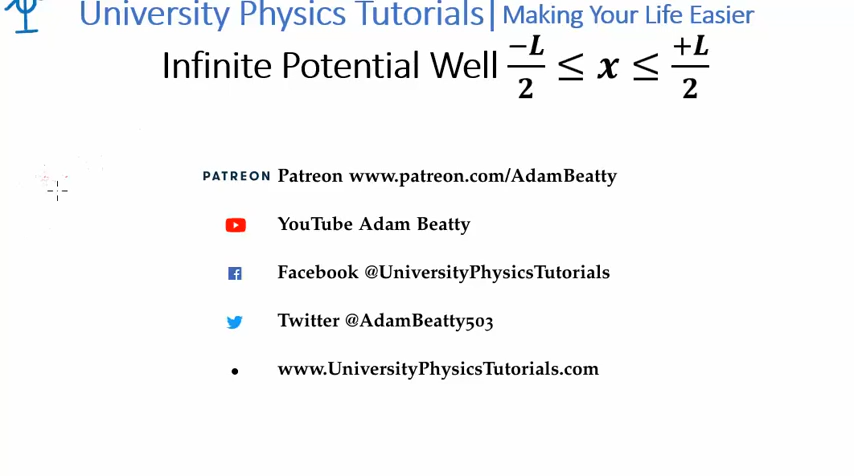 University Physics Tutorials| Making Your Life Easier
Infinite Potential Well −L/2 ≤ x ≤ +L/2
PATREON Patreon www.patreon.com/AdamBeatty
YouTube Adam Beatty
Facebook @UniversityPhysicsTutorials
Twitter @AdamBeatty503
• www.UniversityPhysicsTutorials.com